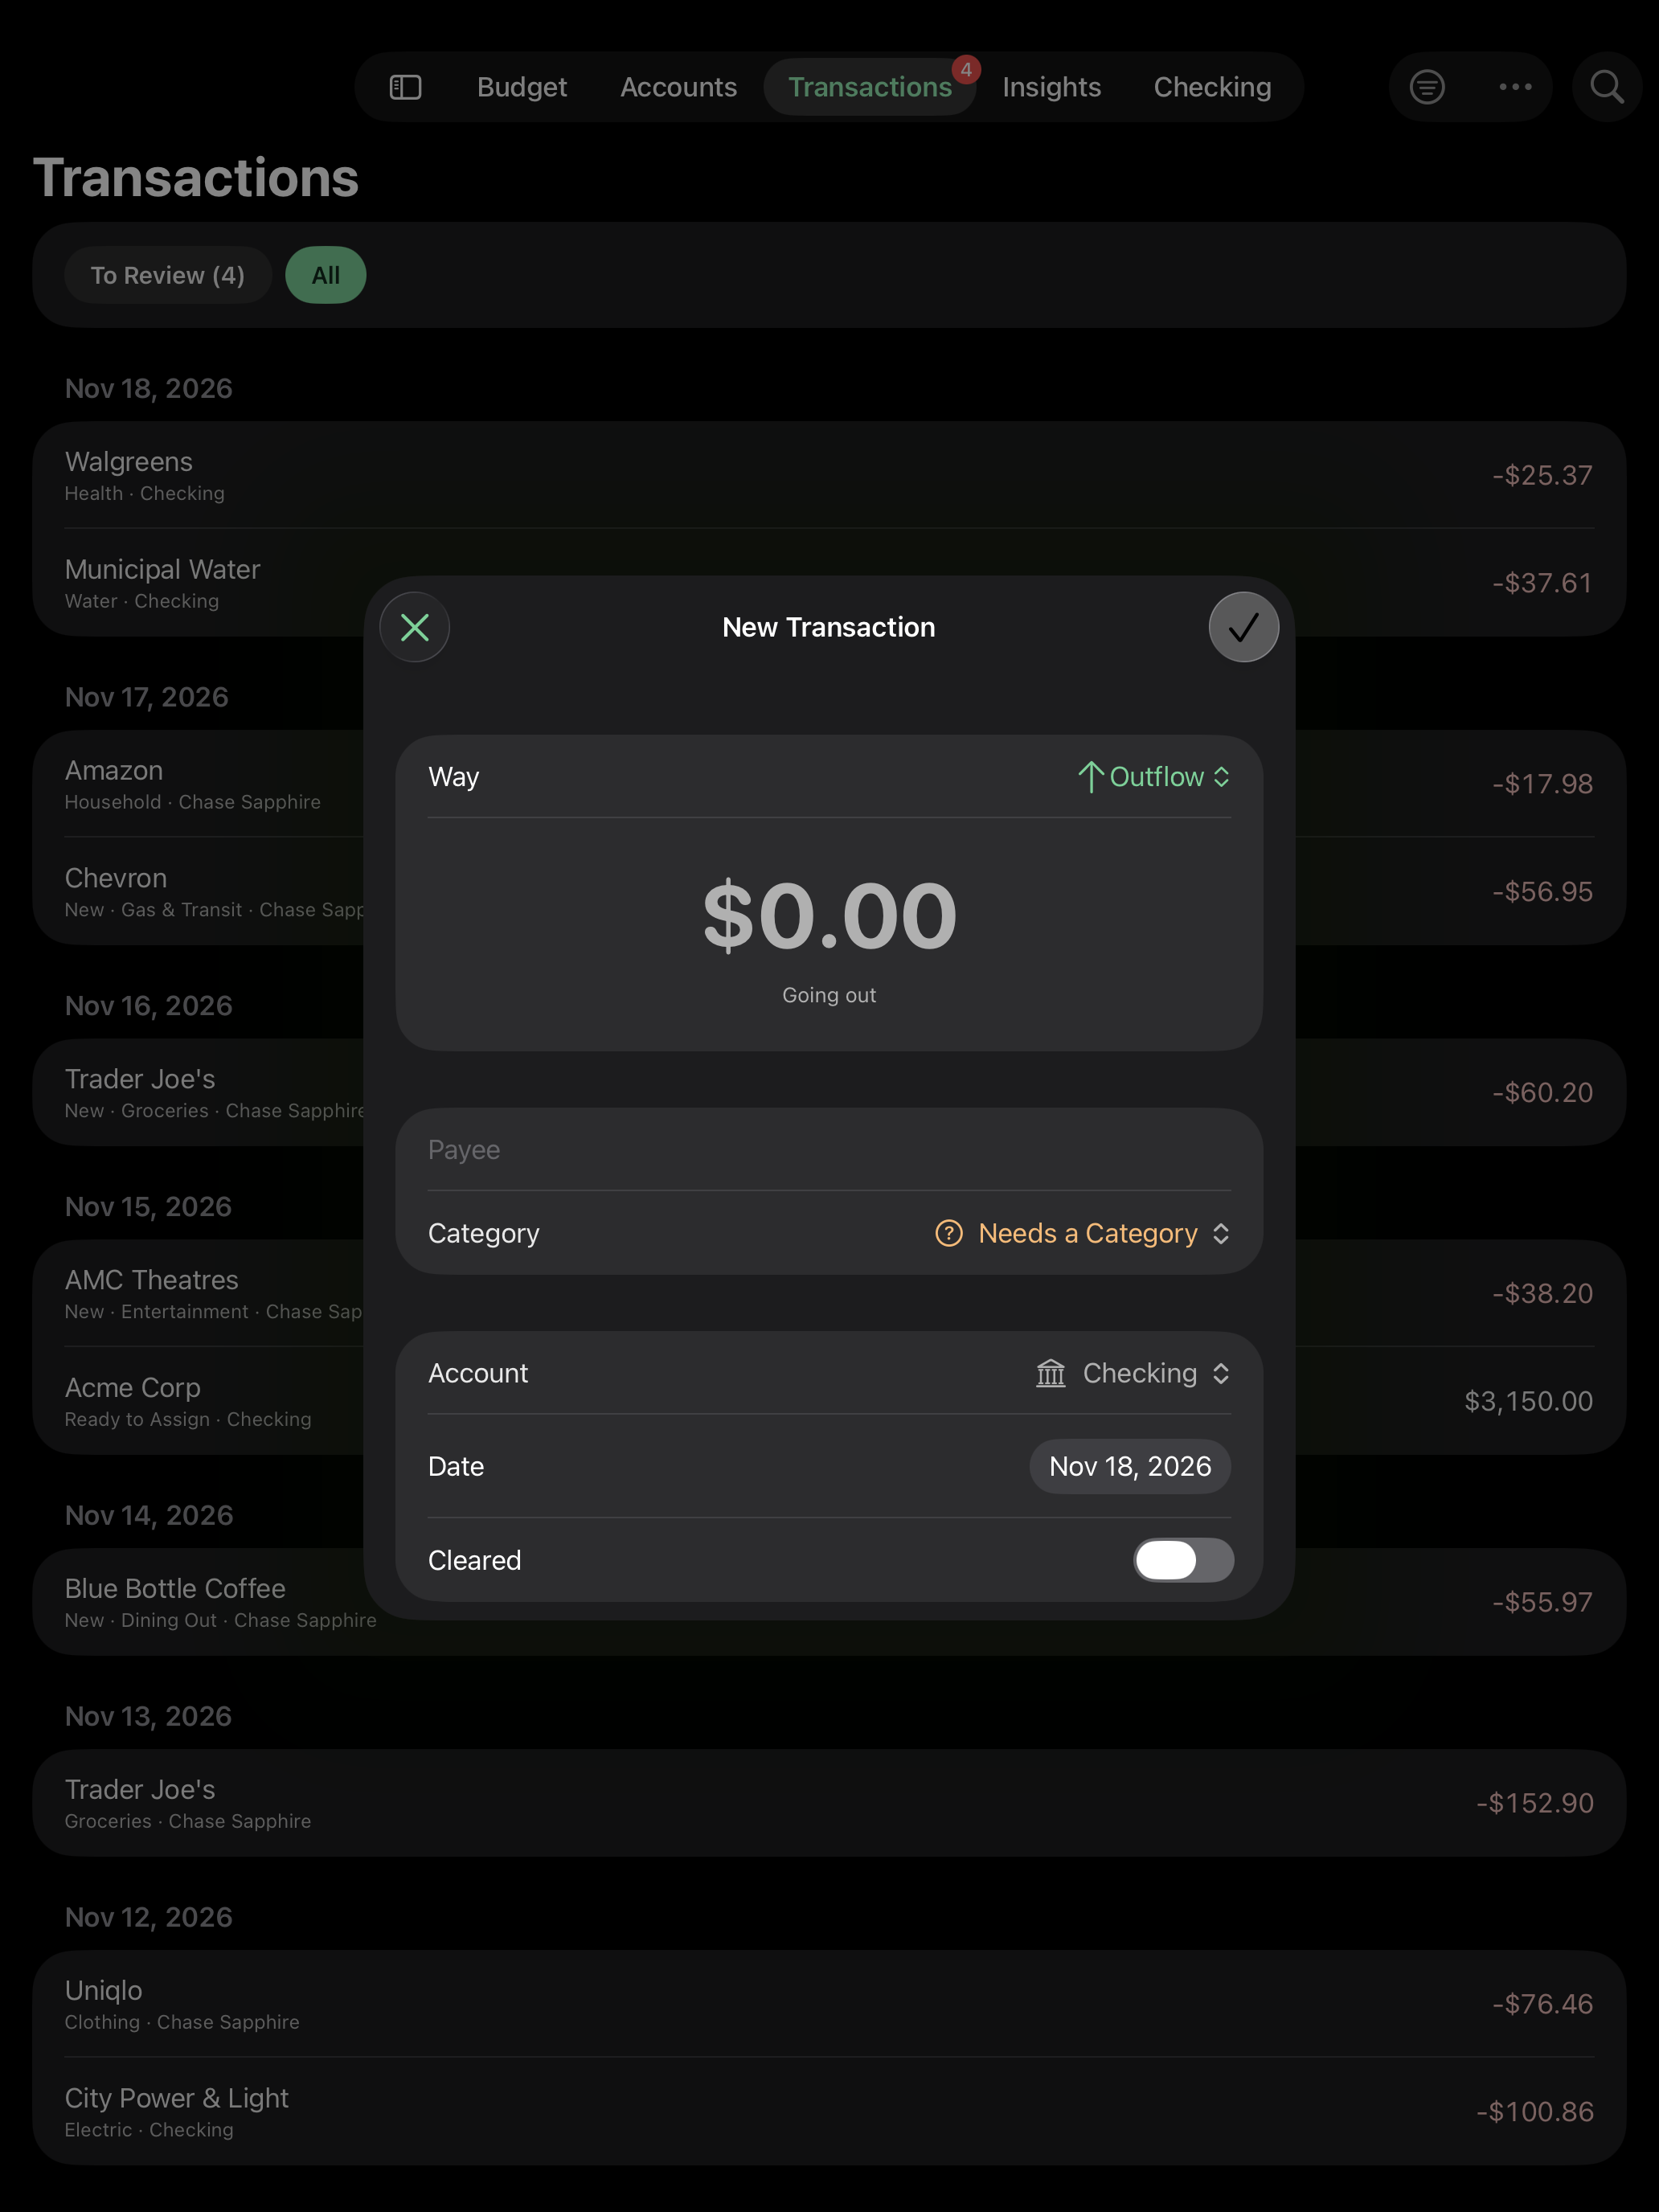 Budget Accounts Transactions 4 Insights Checking
Transactions
To Review (4) All
Nov 18, 2026
Walgreens
Health · Checking
-$25.37
Municipal Water
Water · Checking
-$37.61
New Transaction
Nov 17, 2026
Amazon
Household · Chase Sapphire
-$17.98
Chevron
New · Gas & Transit · Chase Sapp
-$56.95
Way
Outflow
$0.00
Going out
Nov 16, 2026
Trader Joe's
New · Groceries · Chase Sapphire
-$60.20
Payee
Category
? Needs a Category
Nov 15, 2026
AMC Theatres
New · Entertainment · Chase Sap
-$38.20
Acme Corp
Ready to Assign · Checking
$3,150.00
Account
Checking
Date
Nov 18, 2026
Cleared
Nov 14, 2026
Blue Bottle Coffee
New · Dining Out · Chase Sapphire
-$55.97
Nov 13, 2026
Trader Joe's
Groceries · Chase Sapphire
-$152.90
Nov 12, 2026
Uniqlo
Clothing · Chase Sapphire
-$76.46
City Power & Light
Electric · Checking
-$100.86